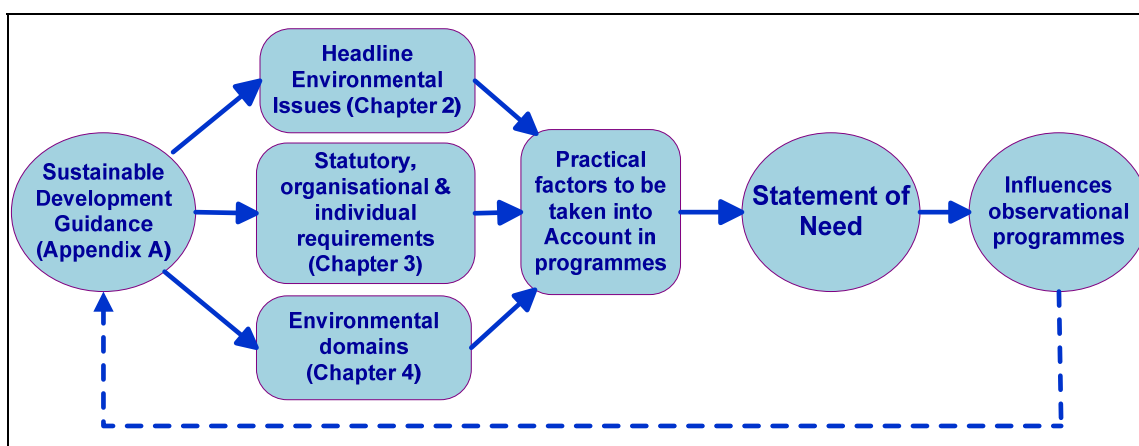 Headline
Environmental
Issues (Chapter 2)
Sustainable
Development
Guidance
(Appendix A)
Statutory,
organisational &
individual
requirements
(Chapter 3)
Environmental
domains
(Chapter 4)
Practical
factors to be
taken into
Account in
programmes
Statement of
Need
Influences
observational
programmes